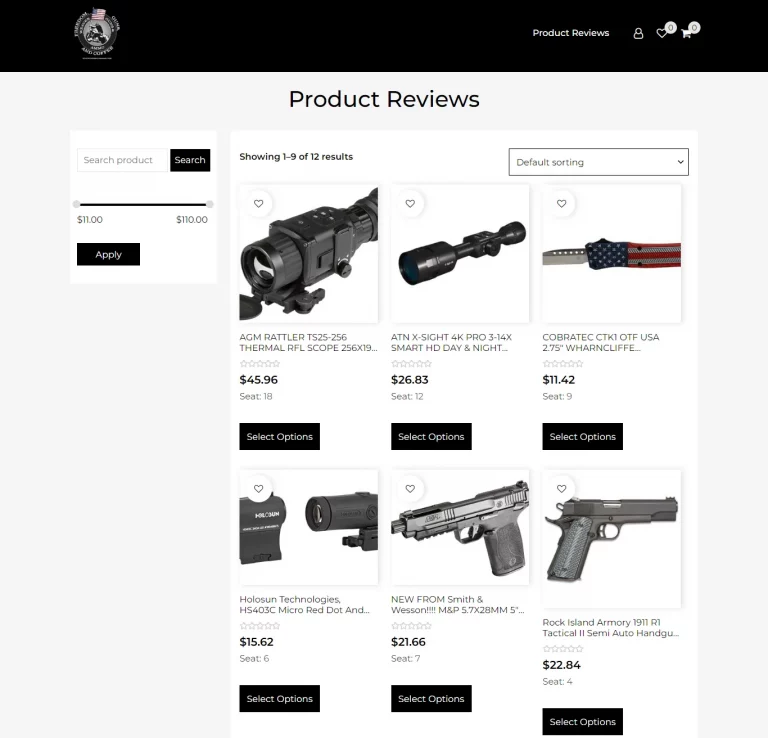 AND COFFEE
Product Reviews
0
0
Product Reviews
Search product
Search
$11.00
$110.00
Apply
Showing 1–9 of 12 results
Default sorting
AGM RATTLER TS25-256
THERMAL RFL SCOPE 256X19...
$45.96
Seat: 18
Select Options
ATN X-SIGHT 4K PRO 3-14X
SMART HD DAY & NIGHT...
$26.83
Seat: 12
Select Options
COBRATEC CTK1 OTF USA
2.75" WHARNCLIFFE...
$11.42
Seat: 9
Select Options
HOLOSUN
Holosun Technologies,
HS403C Micro Red Dot And...
$15.62
Seat: 6
Select Options
NEW FROM Smith &
Wesson!!!! M&P 5.7X28MM 5"...
$21.66
Seat: 7
Select Options
Rock Island Armory 1911 R1
Tactical II Semi Auto Handgu...
$22.84
Seat: 4
Select Options